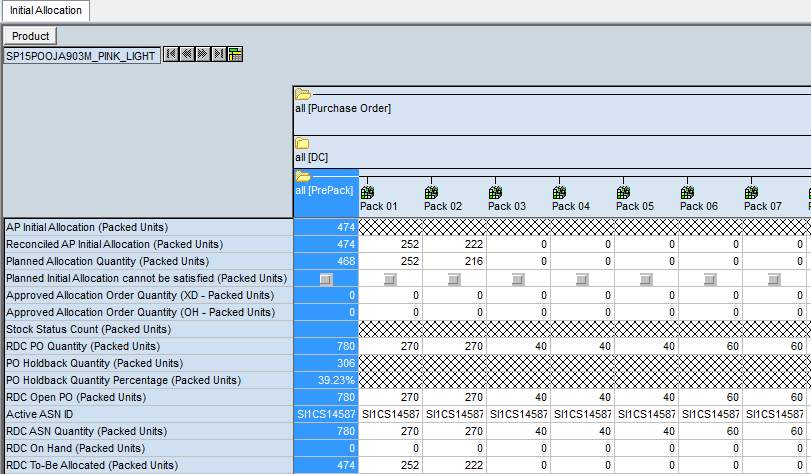 Initial Allocation
Product
SP15POOJA903M_PINK_LIGHT
all [Purchase Order]
all [DC]
all [PrePack] Pack 01 Pack 02 Pack 03 Pack 04 Pack 05 Pack 06 Pack 07
AP Initial Allocation (Packed Units) 474
Reconciled AP Initial Allocation (Packed Units) 474 252 222 0 0 0 0 0
Planned Allocation Quantity (Packed Units) 468 252 216 0 0 0 0 0
Planned Initial Allocation cannot be satisfied (Packed Units)
Approved Allocation Order Quantity (XD - Packed Units) 0 0 0 0 0 0 0 0
Approved Allocation Order Quantity (OH - Packed Units) 0 0 0 0 0 0 0 0
Stock Status Count (Packed Units)
RDC PO Quantity (Packed Units) 780 270 270 40 40 40 60 60
PO Holdback Quantity (Packed Units) 306
PO Holdback Quantity Percentage (Packed Units) 39.23%
RDC Open PO (Packed Units) 780 270 270 40 40 40 60 60
Active ASN ID SI1CS14587 SI1CS14587 SI1CS14587 SI1CS14587 SI1CS14587 SI1CS14587 SI1CS14587 SI1CS14587
RDC ASN Quantity (Packed Units) 780 270 270 40 40 40 60 60
RDC On Hand (Packed Units) 0 0 0 0 0 0 0 0
RDC To-Be Allocated (Packed Units) 474 252 222 0 0 0 0 0